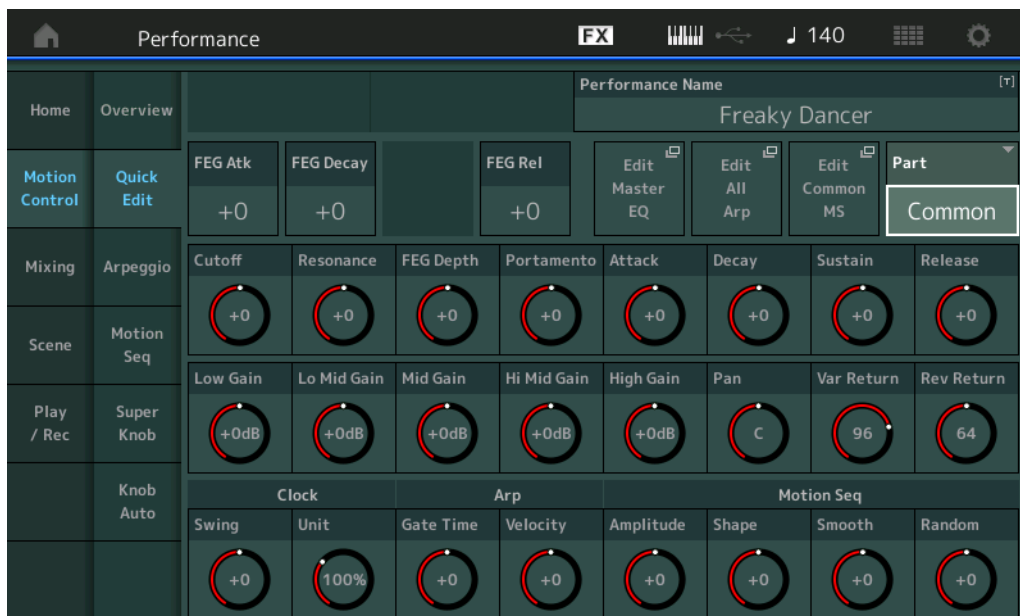 Performance FX ♩ 140
Performance Name [T]
Freaky Dancer
Home
Motion
Control
Mixing
Scene
Play
/ Rec
Overview
Quick
Edit
Arpeggio
Motion
Seq
Super
Knob
Knob
Auto
FEG Atk FEG Decay FEG Rel
+0 +0 +0
Edit
Master
EQ
Edit
All
Arp
Edit
Common
MS
Part
Common
Cutoff Resonance FEG Depth Portamento Attack Decay Sustain Release
+0 +0 +0 +0 +0 +0 +0 +0
Low Gain Lo Mid Gain Mid Gain Hi Mid Gain High Gain Pan Var Return Rev Return
+0dB +0dB +0dB +0dB +0dB C 96 64
Clock Arp Motion Seq
Swing Unit Gate Time Velocity Amplitude Shape Smooth Random
+0 100% +0 +0 +0 +0 +0 +0